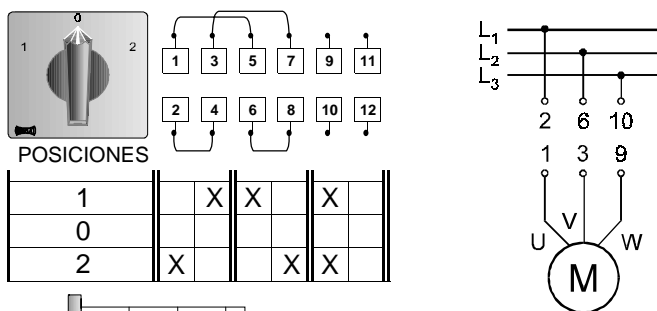 0
1 2
1 3 5 7 9 11
2 4 6 8 10 12
POSICIONES
1 X X X
0
2 X X X
L1
L2
L3
2 6 10
1 3 9
U V W
M